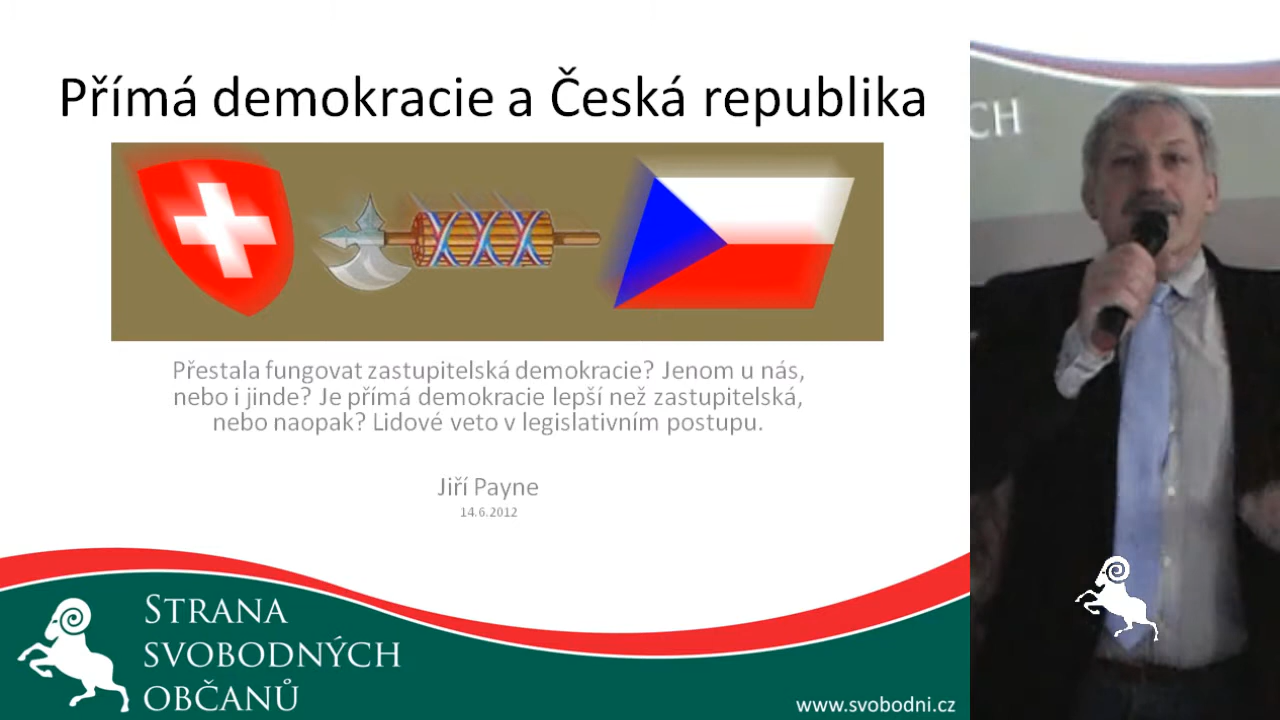 Přímá demokracie a Česká republika
Přestala fungovat zastupitelská demokracie? Jenom u nás,
nebo i jinde? Je přímá demokracie lepší než zastupitelská,
nebo naopak? Lidové veto v legislativním postupu.
Jiří Payne
14.6.2012
STRANA
SVOBODNÝCH
OBČANŮ
www.svobodni.cz
CH